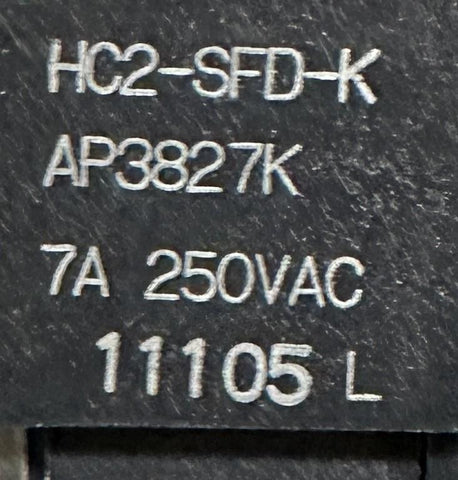 HC2-SFD-K
AP3827K
7A 250VAC
11105 L